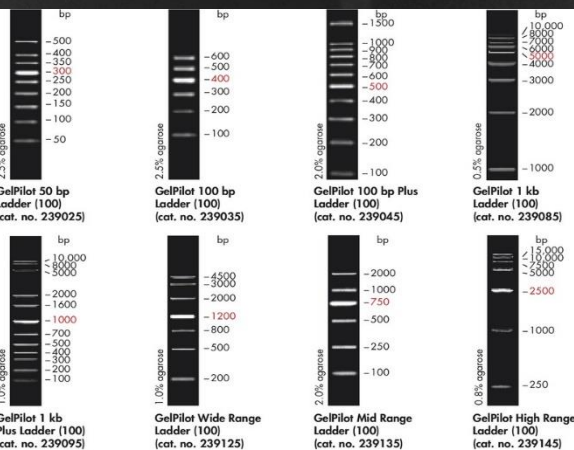 bp
500
400
350
300
250
200
150
100
50
2.5% agarose
GelPilot 50 bp
Ladder (100)
(cat. no. 239025)
bp
600
500
400
300
200
100
2.5% agarose
GelPilot 100 bp
Ladder (100)
(cat. no. 239035)
bp
1500
1000
900
800
700
600
500
400
300
200
100
2.0% agarose
GelPilot 100 bp Plus
Ladder (100)
(cat. no. 239045)
bp
10,000
8000
7000
6000
5000
4000
3000
2000
1000
0.5% agarose
GelPilot 1 kb
Ladder (100)
(cat. no. 239085)
bp
10,000
8000
5000
2000
1600
1000
700
500
400
300
200
100
1.0% agarose
GelPilot 1 kb
Plus Ladder (100)
(cat. no. 239095)
bp
4500
3000
2000
1200
800
500
200
1.0% agarose
GelPilot Wide Range
Ladder (100)
(cat. no. 239125)
bp
2000
1000
750
500
250
100
2.0% agarose
GelPilot Mid Range
Ladder (100)
(cat. no. 239135)
bp
15,000
10,000
7500
5000
2500
1000
250
0.8% agarose
GelPilot High Range
Ladder (100)
(cat. no. 239145)